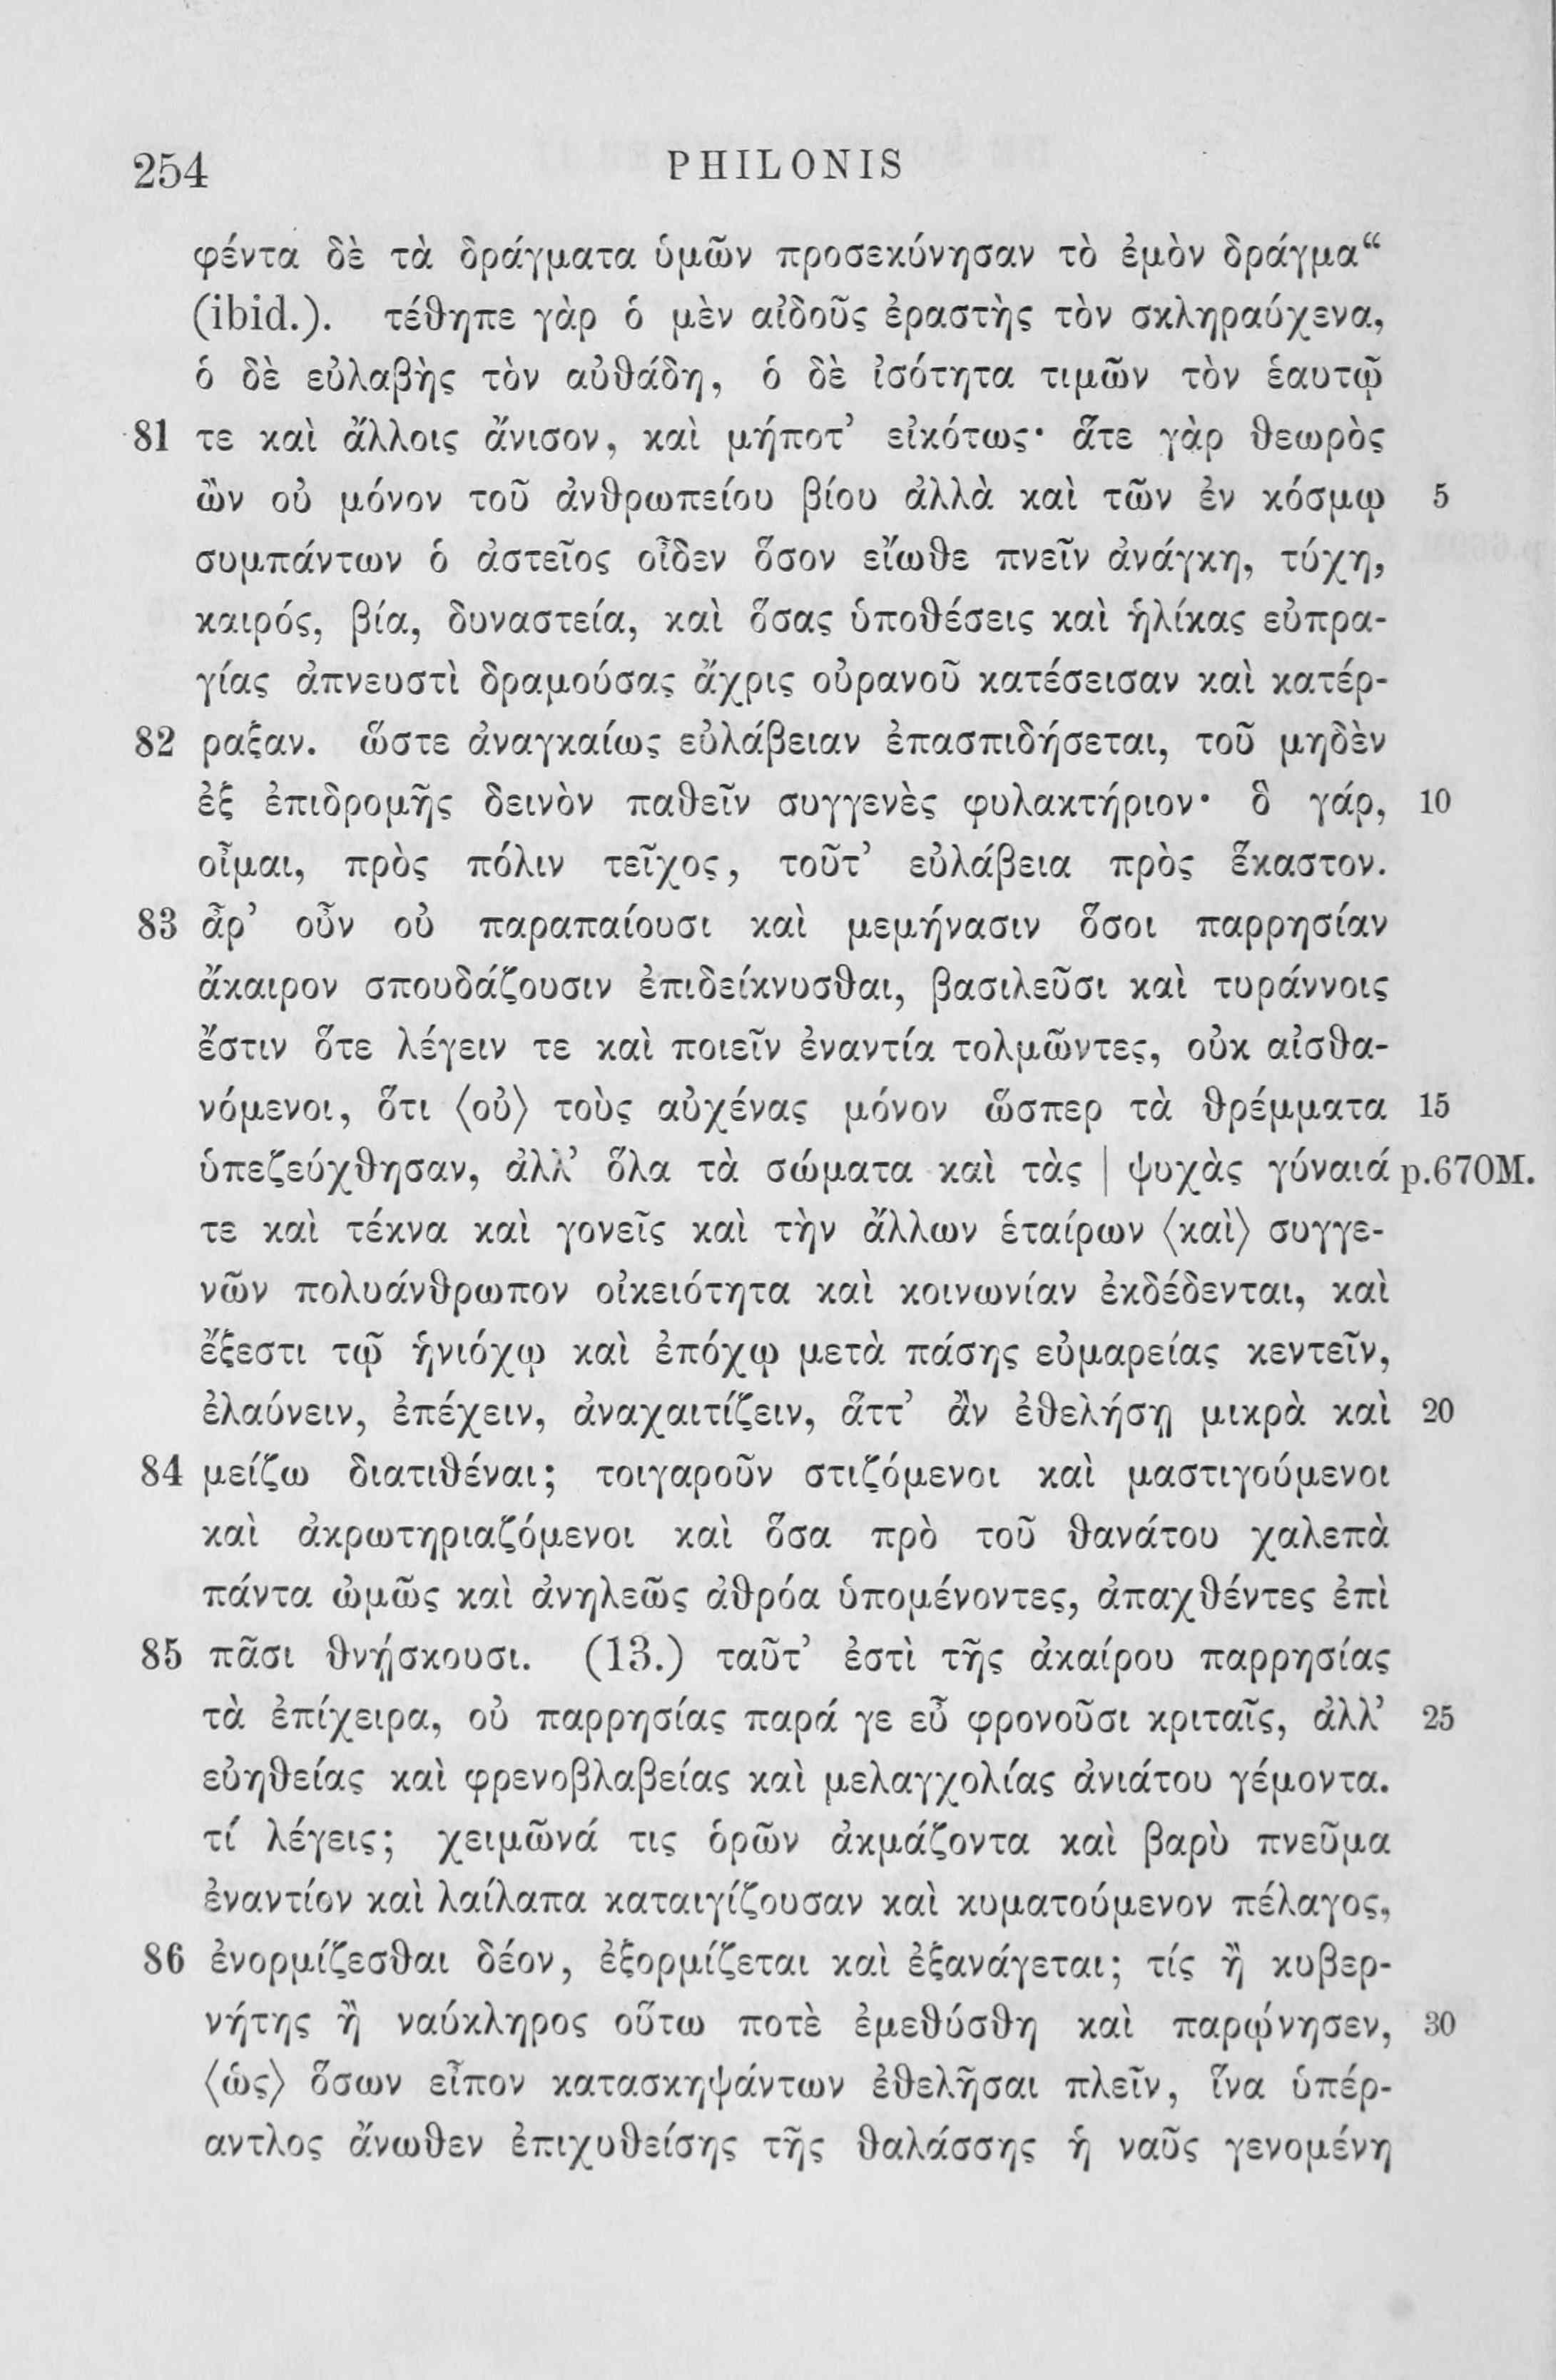 254 PHILONIS
φέντα δὲ τὰ δράγματα ὑμῶν προσεκύνησαν τὸ ἐμὸν δράγμα“
(ibid.). τέθηπε γὰρ ὁ μὲν αἰδοῦς ἐραστὴς τὸν σκληραύχενα,
ὁ δὲ εὐλαβὴς τὸν αὐθάδη, ὁ δὲ ἰσότητα τιμῶν τὸν ἑαυτῷ
81 τε καὶ ἄλλοις ἄνισον, καὶ μήποτ’ εἰκότως· ἅτε γὰρ θεωρὸς
ὢν οὐ μόνον τοῦ ἀνθρωπείου βίου ἀλλὰ καὶ τῶν ἐν κόσμῳ 5
συμπάντων ὁ ἀστεῖος οἶδεν ὅσον εἴωθε πνεῖν ἀνάγκη, τύχη,
καιρός, βία, δυναστεία, καὶ ὅσας ὑποθέσεις καὶ ἡλίκας εὐπρα-
γίας ἀπνευστὶ δραμούσας ἄχρις οὐρανοῦ κατέσεισαν καὶ κατέρ-
82 ραξαν. ὥστε ἀναγκαίως εὐλάβειαν ἐπασπιδήσεται, τοῦ μηδὲν
ἐξ ἐπιδρομῆς δεινὸν παθεῖν συγγενὲς φυλακτήριον· ὃ γάρ, 10
οἶμαι, πρὸς πόλιν τεῖχος, τοῦτ’ εὐλάβεια πρὸς ἕκαστον.
83 ἆρ’ οὖν οὐ παραπαίουσι καὶ μεμήνασιν ὅσοι παρρησίαν
ἄκαιρον σπουδάζουσιν ἐπιδείκνυσθαι, βασιλεῦσι καὶ τυράννοις
ἔστιν ὅτε λέγειν τε καὶ ποιεῖν ἐναντία τολμῶντες, οὐκ αἰσθα-
νόμενοι, ὅτι ⟨οὐ⟩ τοὺς αὐχένας μόνον ὥσπερ τὰ θρέμματα 15
ὑπεζεύχθησαν, ἀλλ’ ὅλα τὰ σώματα καὶ τὰς | ψυχὰς γύναιά p.670M.
τε καὶ τέκνα καὶ γονεῖς καὶ τὴν ἄλλων ἑταίρων ⟨καὶ⟩ συγγε-
νῶν πολυάνθρωπον οἰκειότητα καὶ κοινωνίαν ἐκδέδενται, καὶ
ἔξεστι τῷ ἡνιόχῳ καὶ ἐπόχῳ μετὰ πάσης εὐμαρείας κεντεῖν,
ἐλαύνειν, ἐπέχειν, ἀναχαιτίζειν, ἅττ’ ἂν ἐθελήσῃ μικρὰ καὶ 20
84 μείζω διατιθέναι; τοιγαροῦν στιζόμενοι καὶ μαστιγούμενοι
καὶ ἀκρωτηριαζόμενοι καὶ ὅσα πρὸ τοῦ θανάτου χαλεπὰ
πάντα ὠμῶς καὶ ἀνηλεῶς ἀθρόα ὑπομένοντες, ἀπαχθέντες ἐπὶ
85 πᾶσι θνῄσκουσι. (13.) ταῦτ’ ἐστὶ τῆς ἀκαίρου παρρησίας
τὰ ἐπίχειρα, οὐ παρρησίας παρά γε εὖ φρονοῦσι κριταῖς, ἀλλ’ 25
εὐηθείας καὶ φρενοβλαβείας καὶ μελαγχολίας ἀνιάτου γέμοντα.
τί λέγεις; χειμῶνά τις ὁρῶν ἀκμάζοντα καὶ βαρὺ πνεῦμα
ἐναντίον καὶ λαίλαπα καταιγίζουσαν καὶ κυματούμενον πέλαγος,
86 ἐνορμίζεσθαι δέον, ἐξορμίζεται καὶ ἐξανάγεται; τίς ἢ κυβερ-
νήτης ἢ ναύκληρος οὕτω ποτὲ ἐμεθύσθη καὶ παρῴνησεν, 30
⟨ὡς⟩ ὅσων εἶπον κατασκηψάντων ἐθελῆσαι πλεῖν, ἵνα ὑπέρ-
αντλος ἄνωθεν ἐπιχυθείσης τῆς θαλάσσης ἡ ναῦς γενομένη